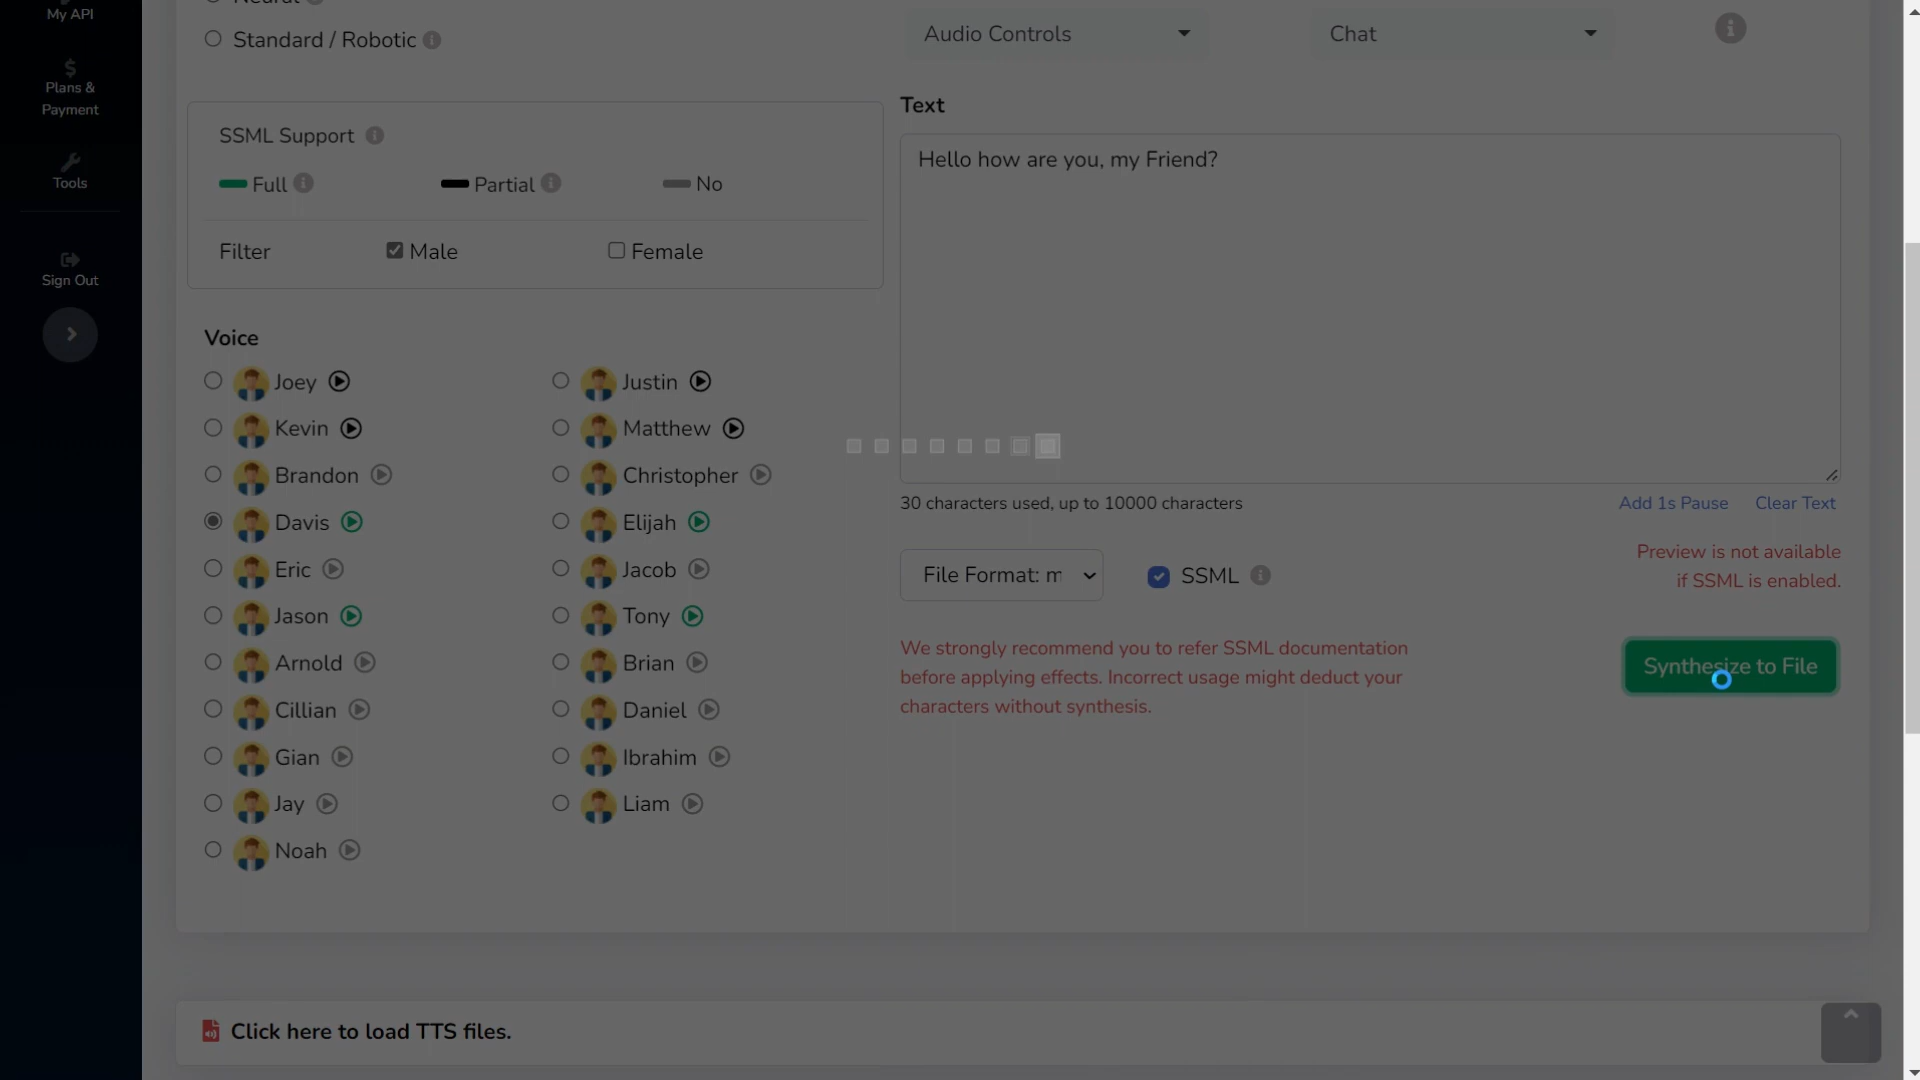 My API
Plans &
Payment
Tools
Sign Out
Neural
Standard / Robotic
SSML Support
Full
Partial
No
Filter
Male
Female
Voice
Joey
Justin
Kevin
Matthew
Brandon
Christopher
Davis
Elijah
Eric
Jacob
Jason
Tony
Arnold
Brian
Cillian
Daniel
Gian
Ibrahim
Jay
Liam
Noah
Audio Controls
Chat
Text
Hello how are you, my Friend?
30 characters used, up to 10000 characters
Add 1s Pause
Clear Text
Preview is not available
if SSML is enabled.
File Format: m
SSML
We strongly recommend you to refer SSML documentation
before applying effects. Incorrect usage might deduct your
characters without synthesis.
Synthesize to File
Click here to load TTS files.